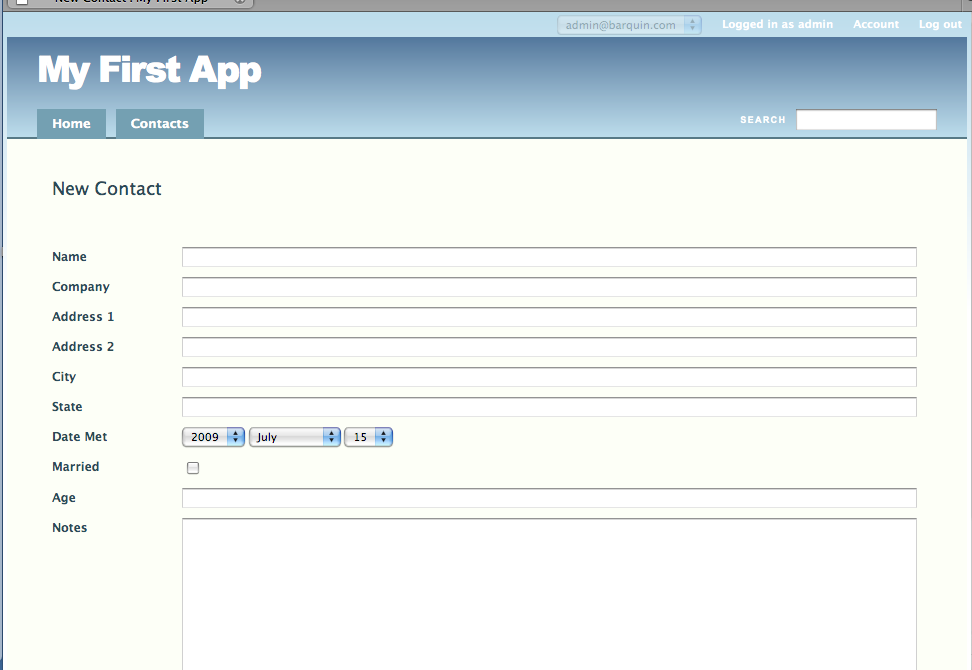 New Contact : My First App
admin@barquin.com Logged in as admin Account Log out
My First App
Home Contacts SEARCH
New Contact
Name
Company
Address 1
Address 2
City
State
Date Met 2009 July 15
Married
Age
Notes